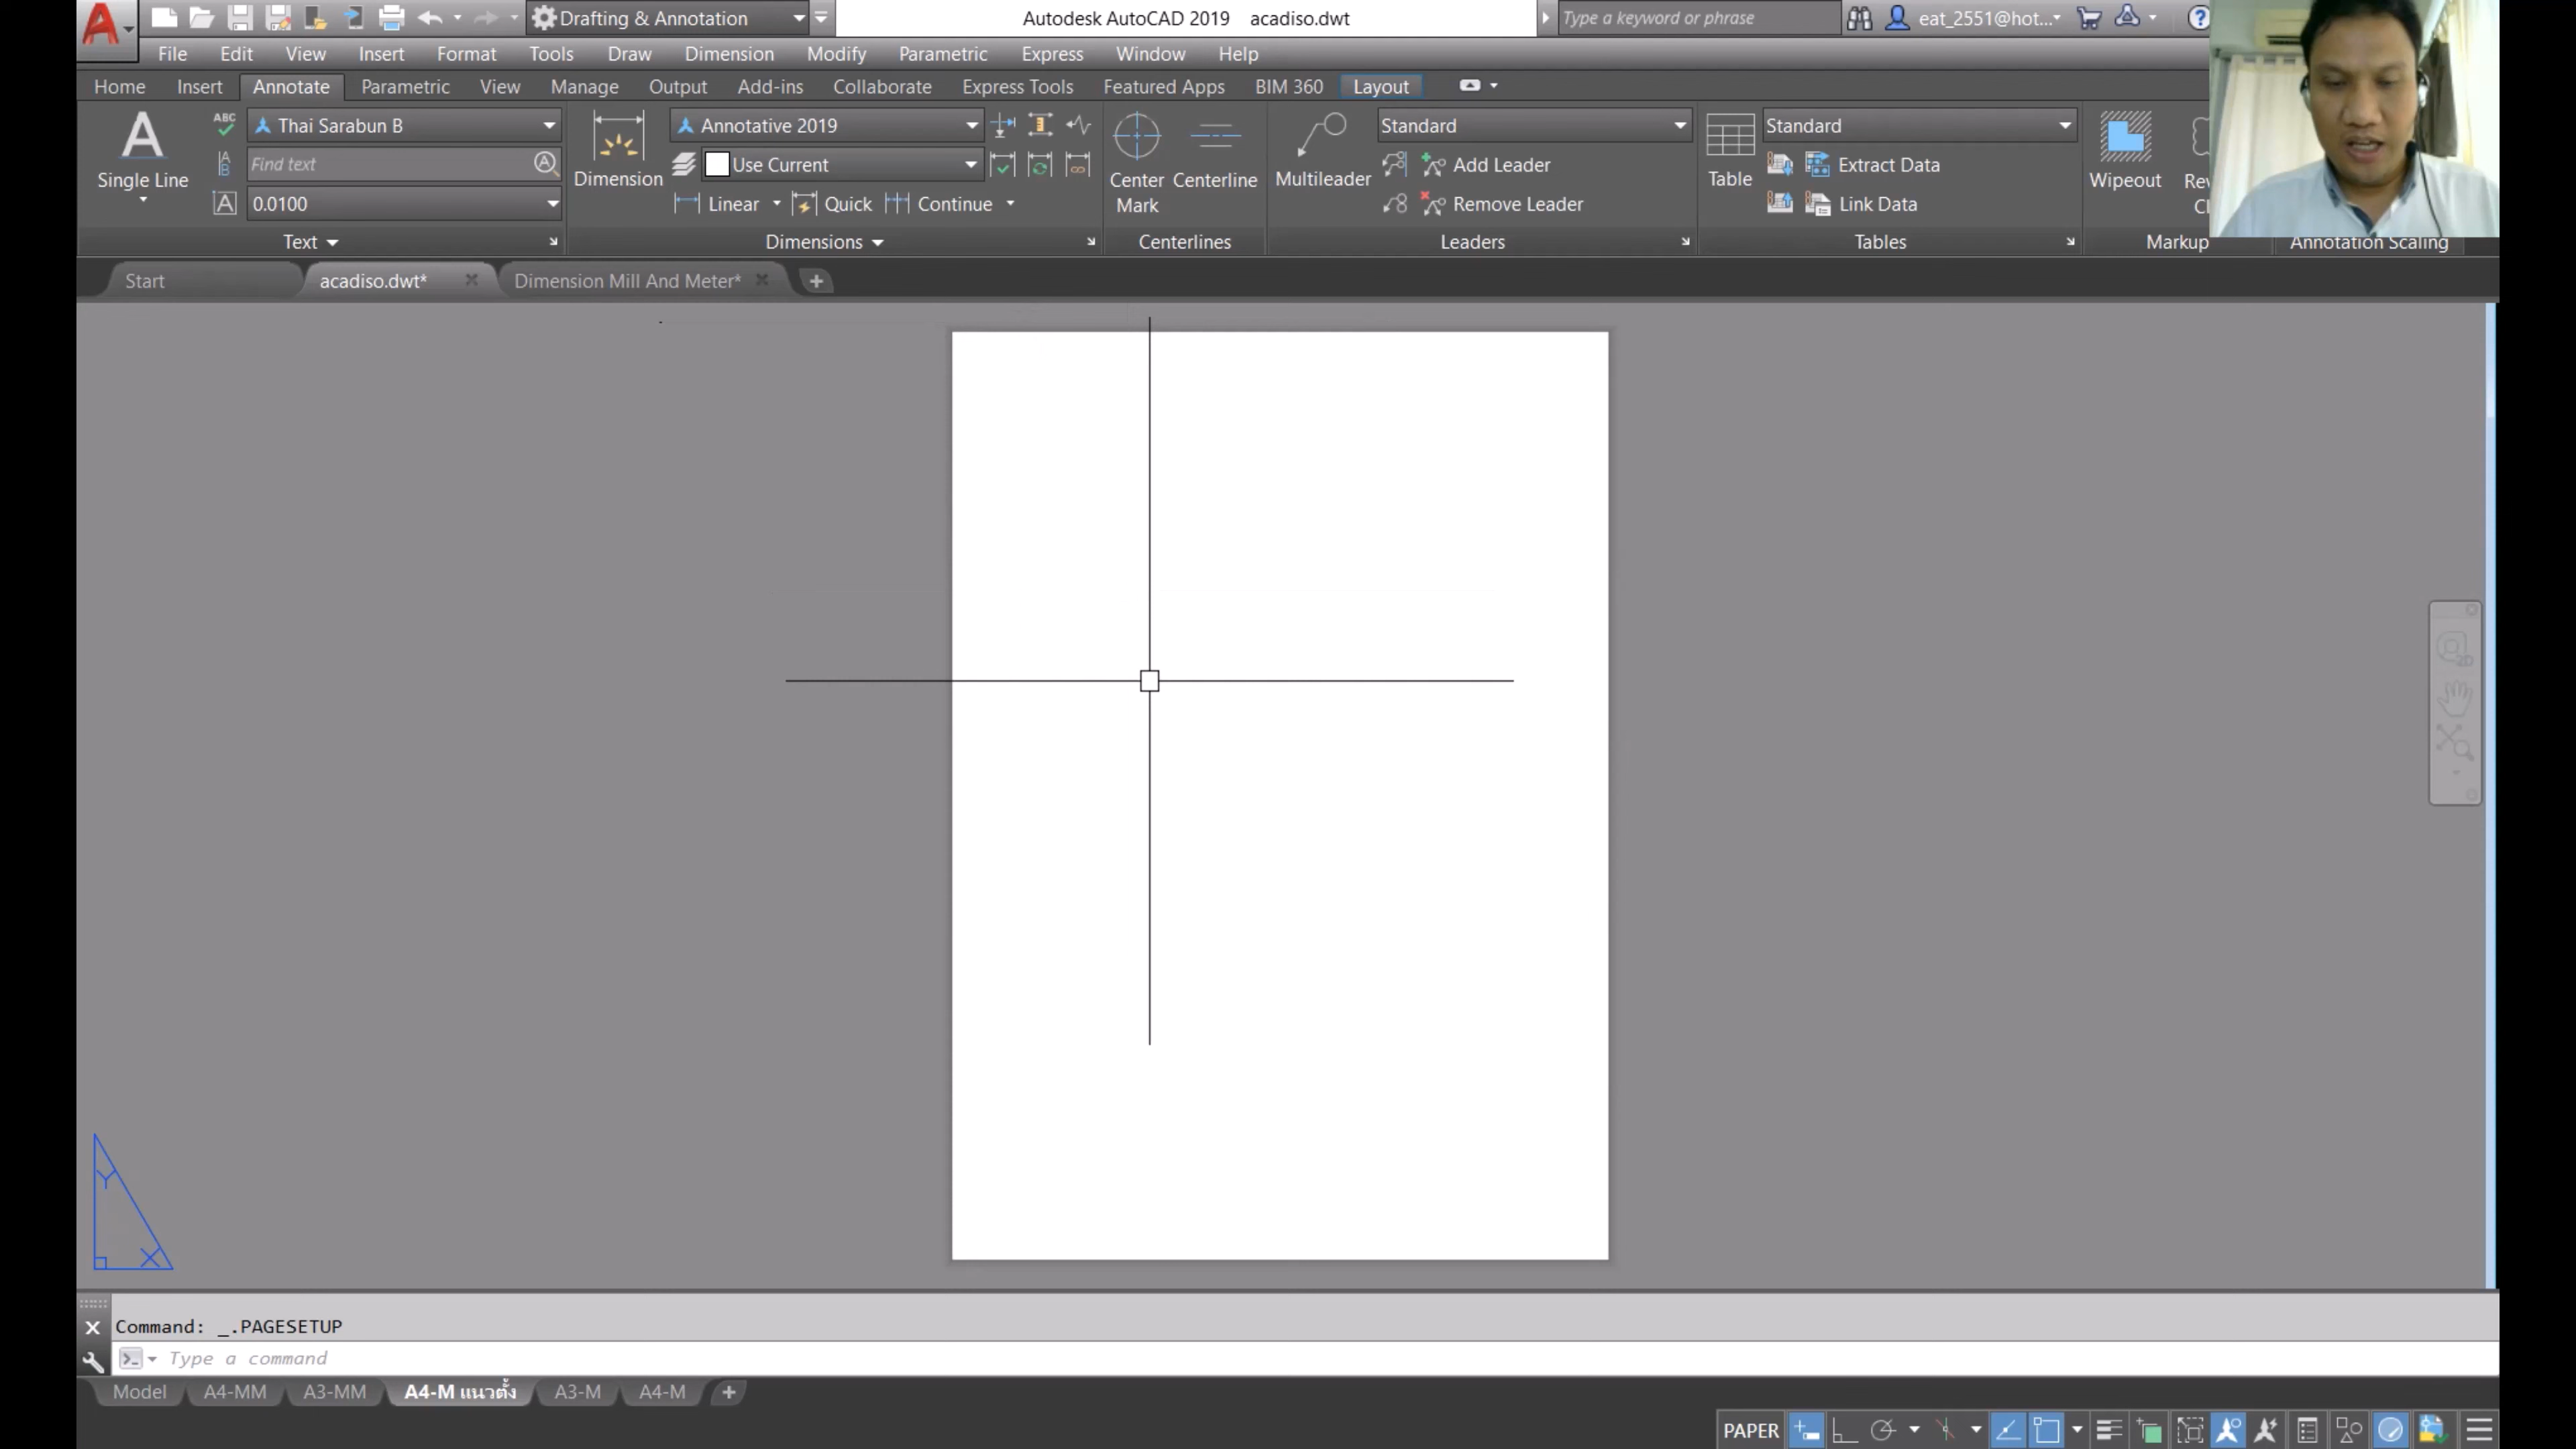 Drafting & Annotation
Autodesk AutoCAD 2019 acadiso.dwt
Type a keyword or phrase
eat_2551@hot...
File Edit View Insert Format Tools Draw Dimension Modify Parametric Express Window Help
Home Insert Annotate Parametric View Manage Output Add-ins Collaborate Express Tools Featured Apps BIM 360 Layout
Single Line
ABC
Thai Sarabun B
Find text
0.0100
Text
Dimension
Annotative 2019
Use Current
Linear Quick Continue
Dimensions
Center Mark
Centerline
Centerlines
Multileader
Standard
Add Leader
Remove Leader
Leaders
Table
Standard
Extract Data
Link Data
Tables
Wipeout
Markup
Annotation Scaling
Start acadiso.dwt* Dimension Mill And Meter*
Y
X
Command: _.PAGESETUP
Type a command
Model A4-MM A3-MM A4-M แนวตั้ง A3-M A4-M
PAPER